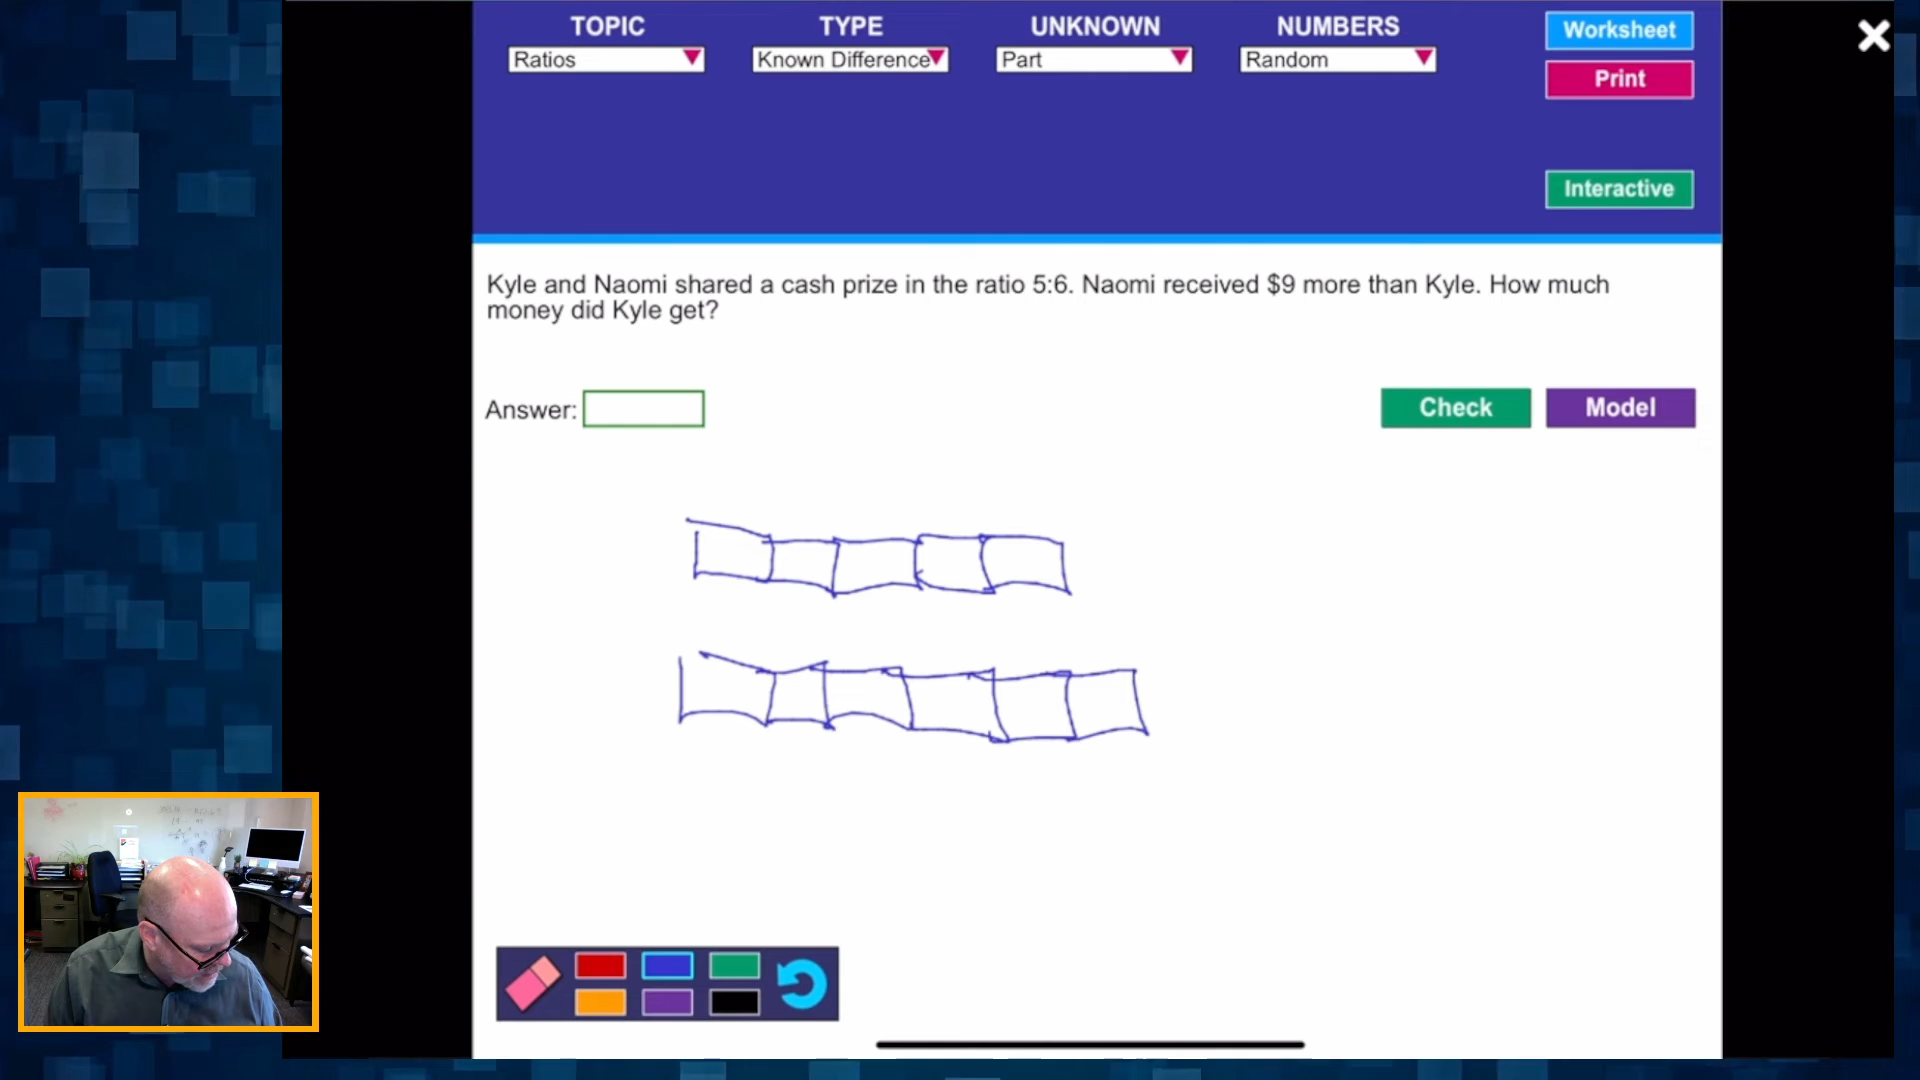 TOPIC TYPE UNKNOWN NUMBERS
Ratios Known Difference Part Random
Worksheet
Print
Interactive
Kyle and Naomi shared a cash prize in the ratio 5:6. Naomi received $9 more than Kyle. How much
money did Kyle get?
Answer:
Check Model